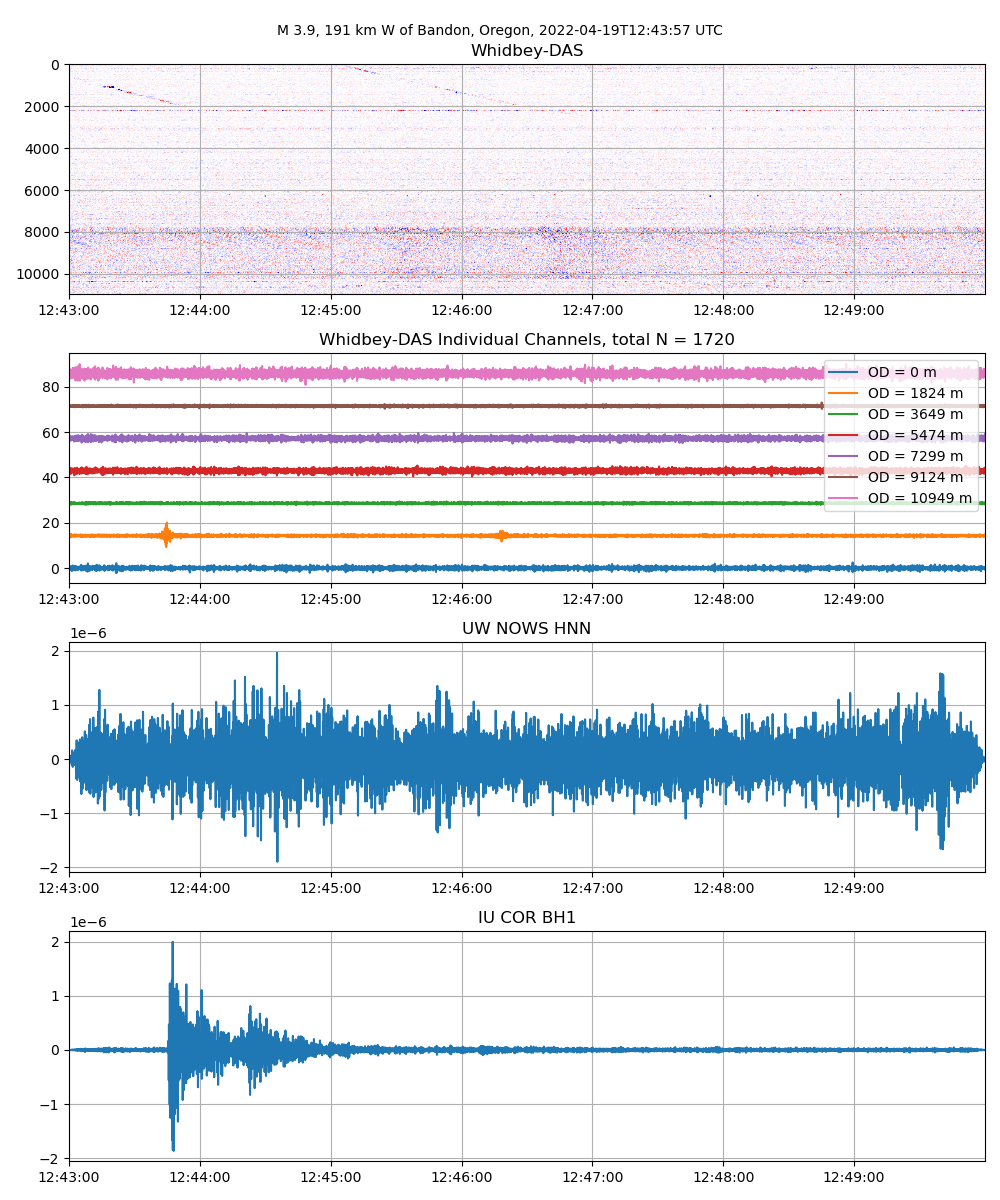 M 3.9, 191 km W of Bandon, Oregon, 2022-04-19T12:43:57 UTC
Whidbey-DAS
0
2000
4000
6000
8000
10000
12:43:00 12:44:00 12:45:00 12:46:00 12:47:00 12:48:00 12:49:00
Whidbey-DAS Individual Channels, total N = 1720
80
60
40
20
0
OD = 0 m
OD = 1824 m
OD = 3649 m
OD = 5474 m
OD = 7299 m
OD = 9124 m
OD = 10949 m
12:43:00 12:44:00 12:45:00 12:46:00 12:47:00 12:48:00 12:49:00
1e−6
UW NOWS HNN
2
1
0
−1
−2
12:43:00 12:44:00 12:45:00 12:46:00 12:47:00 12:48:00 12:49:00
1e−6
IU COR BH1
2
1
0
−1
−2
12:43:00 12:44:00 12:45:00 12:46:00 12:47:00 12:48:00 12:49:00